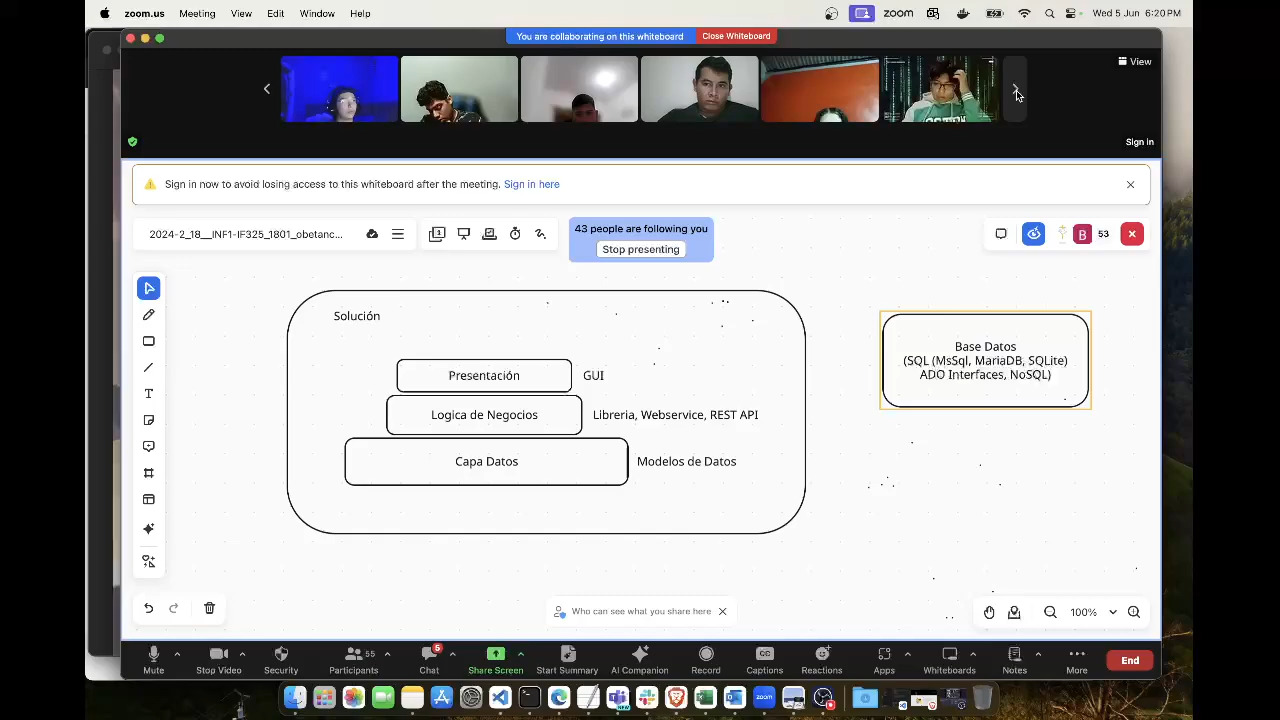 zoom.us Meeting View Edit Window Help zoom Wed 5 Jun 6:20 PM
You are collaborating on this whiteboard Close Whiteboard
View
Sign in
Sign in now to avoid losing access to this whiteboard after the meeting. Sign in here
2024-2_18__INF1-IF325_1801_obetanc... 1
43 people are following you
Stop presenting
B 53
Solución
Presentación GUI
Logica de Negocios Libreria, Webservice, REST API
Capa Datos Modelos de Datos
Base Datos
(SQL (MsSql, MariaDB, SQLite)
ADO Interfaces, NoSQL)
Who can see what you share here
100%
Mute Stop Video Security Participants 55 Chat 5 Share Screen Start Summary AI Companion Record Captions Reactions Apps Whiteboards Notes More End
NEW zoom